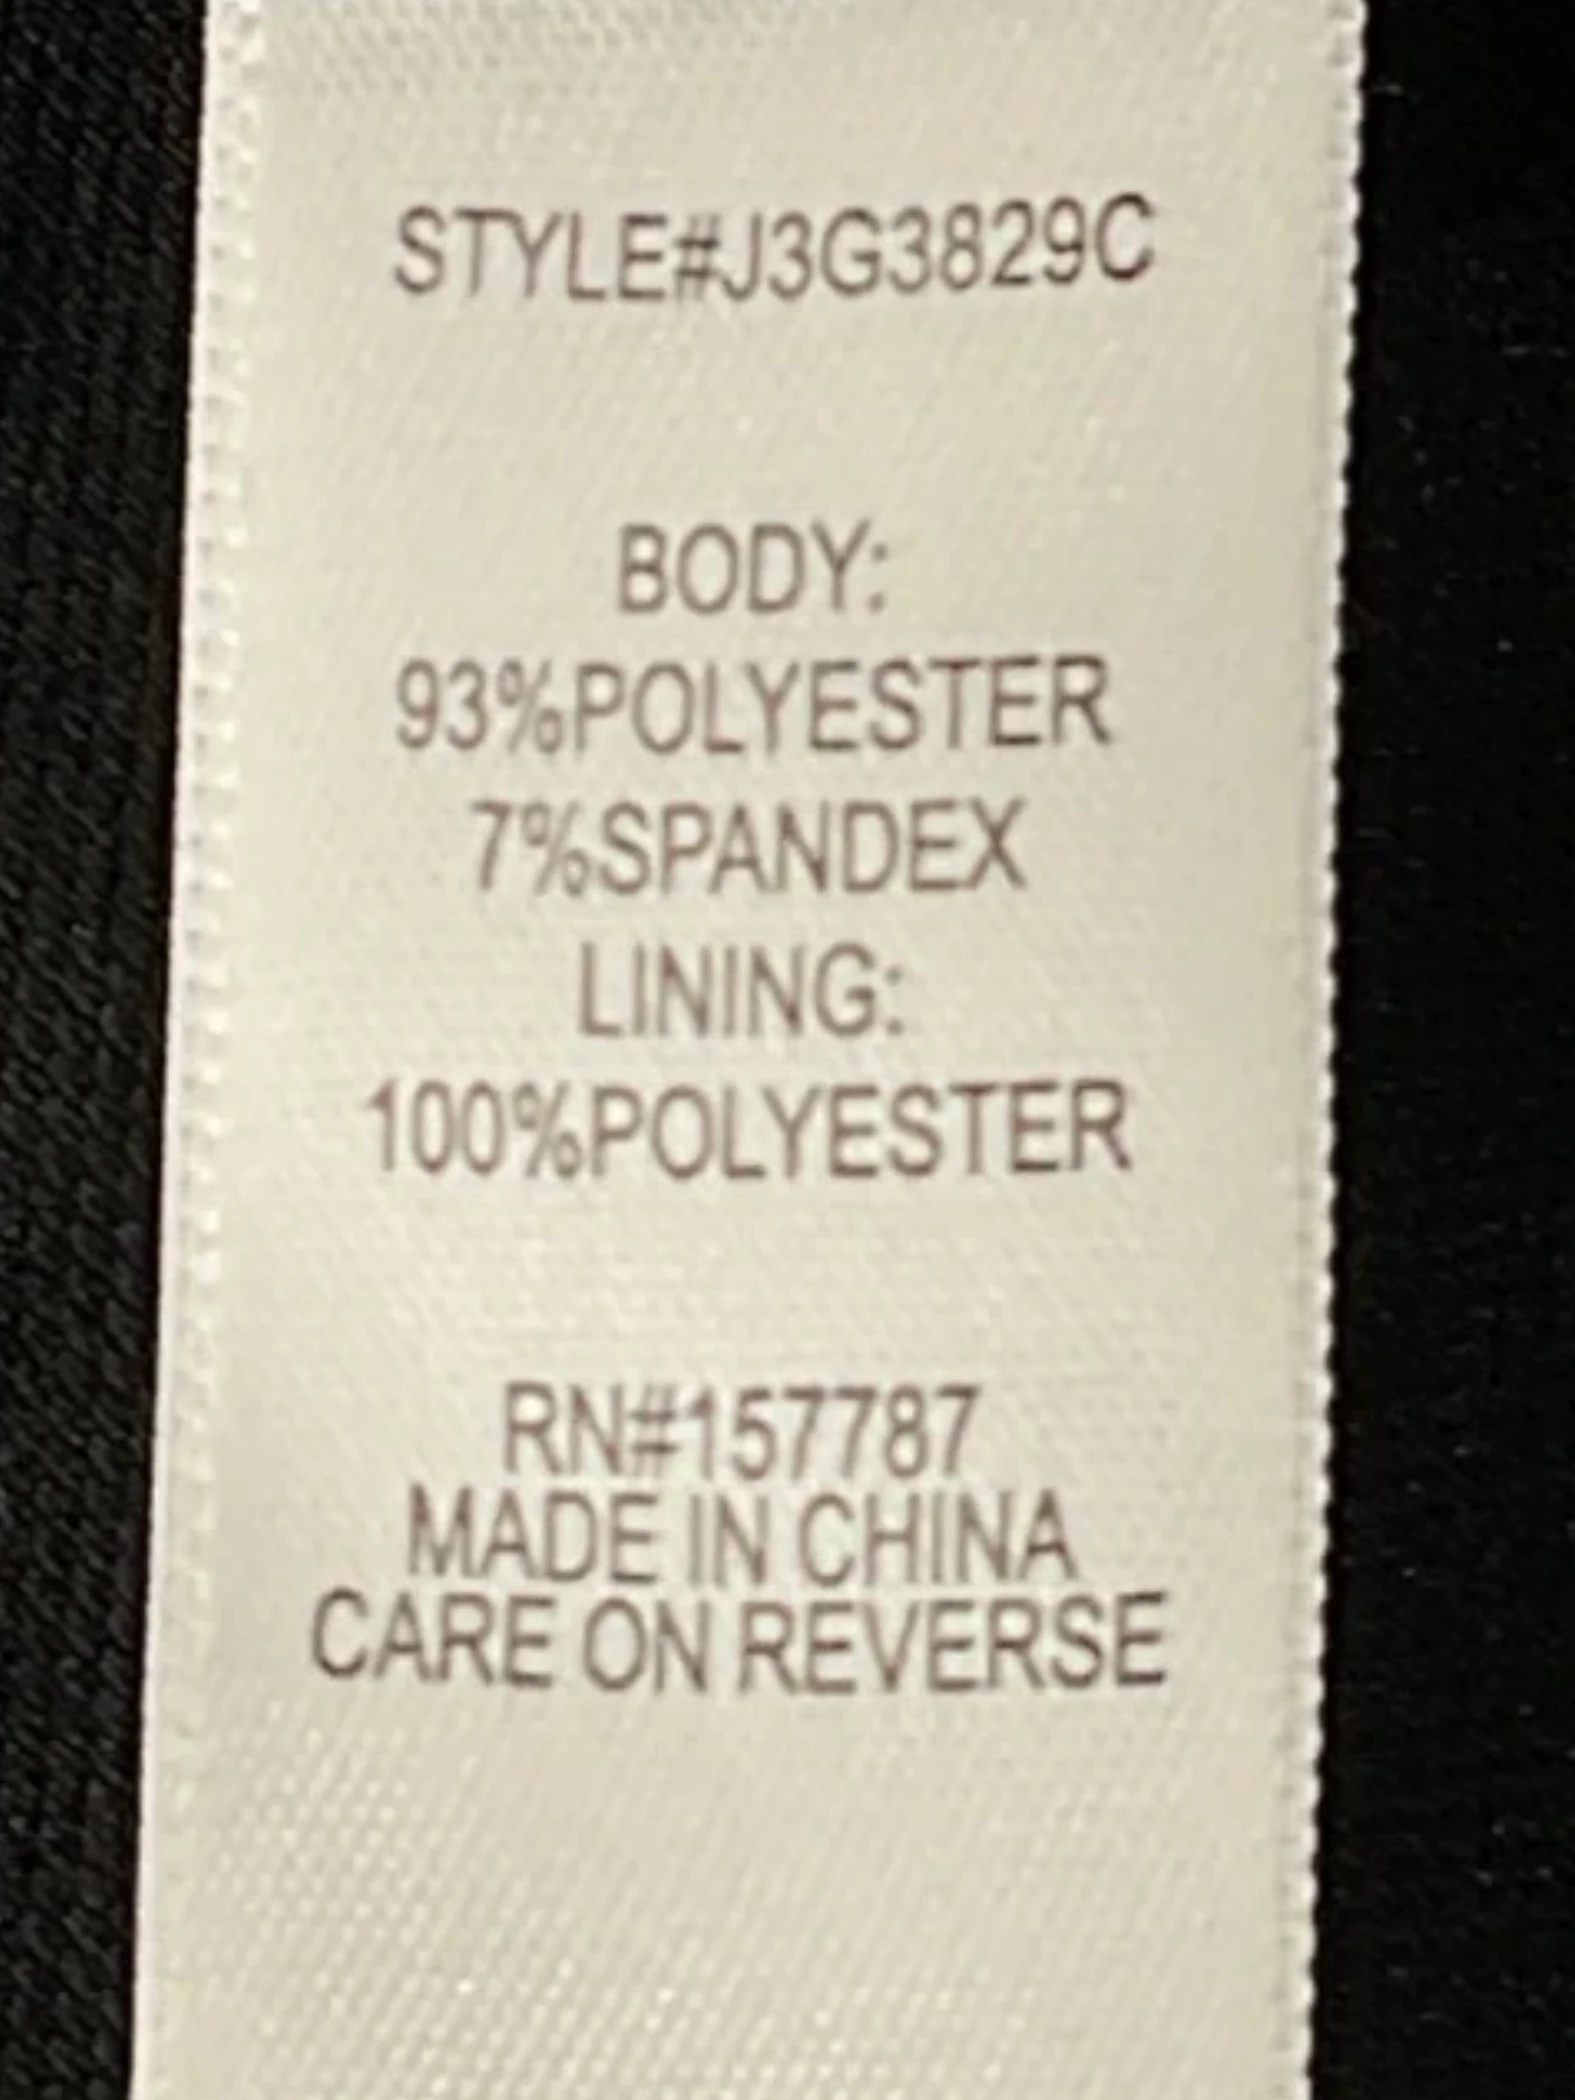 STYLE#J3G3829C
BODY:
93%POLYESTER
7%SPANDEX
LINING:
100%POLYESTER
RN#157787
MADE IN CHINA
CARE ON REVERSE